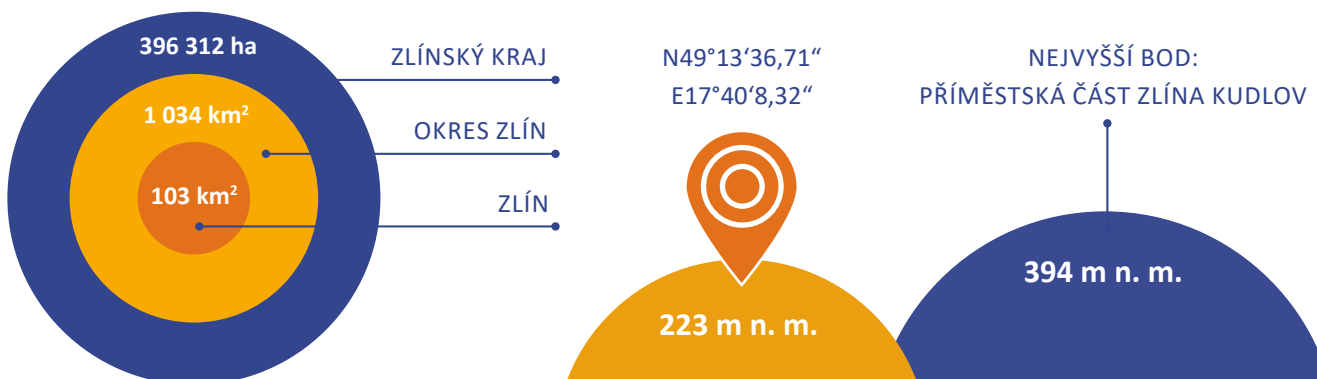 396 312 ha
1 034 km²
103 km²
ZLÍNSKÝ KRAJ
OKRES ZLÍN
ZLÍN
N49°13‘36,71“
E17°40‘8,32“
223 m n. m.
NEJVYŠŠÍ BOD:
PŘÍMĚSTSKÁ ČÁST ZLÍNA KUDLOV
394 m n. m.